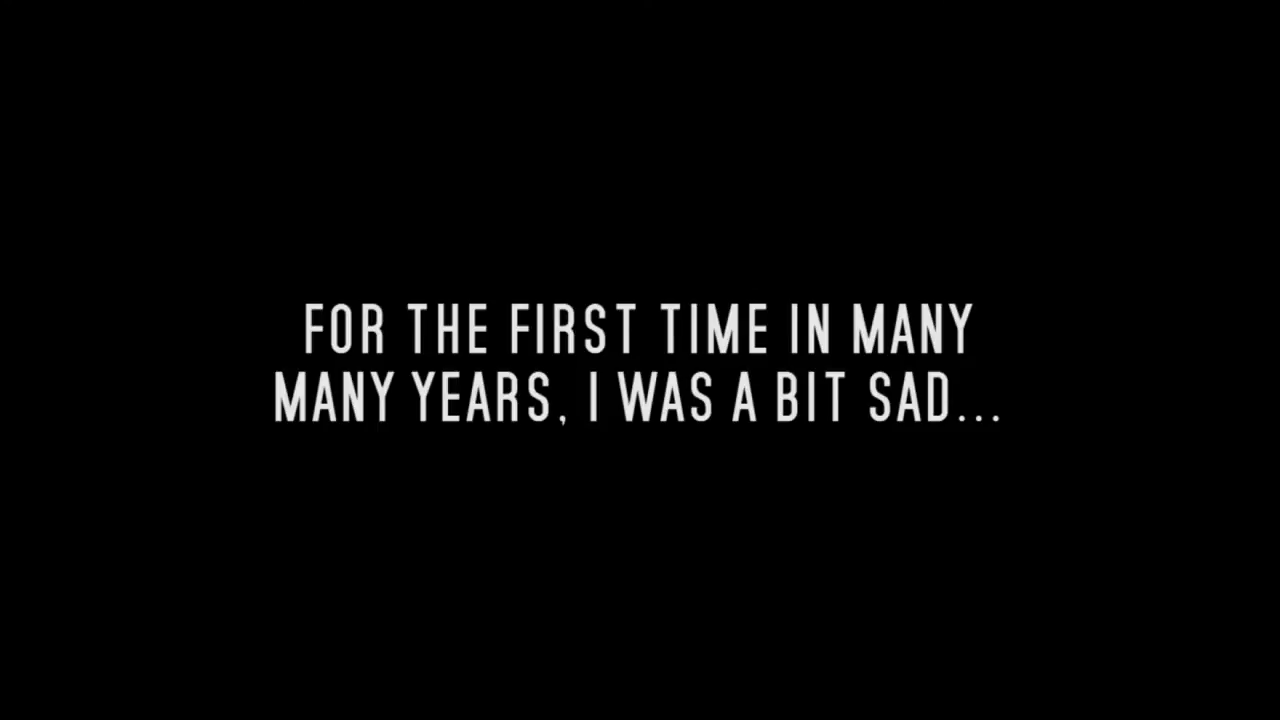 FOR THE FIRST TIME IN MANY
MANY YEARS, I WAS A BIT SAD...